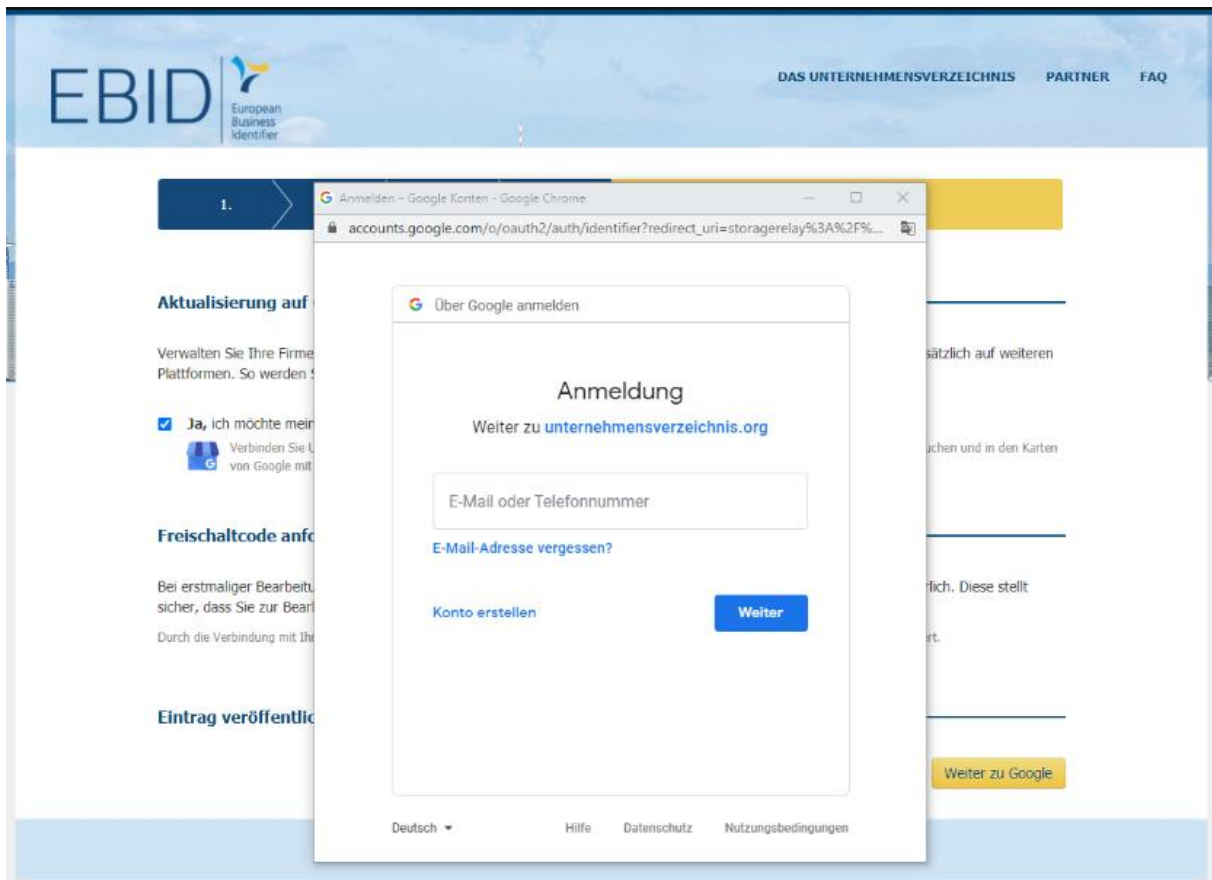 EBID
European
Business
Identifier
DAS UNTERNEHMENSVERZEICHNIS PARTNER FAQ
1.
Anmelden – Google Konten - Google Chrome
accounts.google.com/o/oauth2/auth/identifier?redirect_uri=storagerelay%3A%2F%...
Aktualisierung auf
Über Google anmelden
Verwalten Sie Ihre Firme
sätzlich auf weiteren
Plattformen. So werden
Anmeldung
Weiter zu unternehmensverzeichnis.org
Ja, ich möchte mein
Verbinden Sie U
uchen und in den Karten
von Google mit
E-Mail oder Telefonnummer
E-Mail-Adresse vergessen?
Freischaltcode anfo
Bei erstmaliger Bearbeitu
rlich. Diese stellt
sicher, dass Sie zur Bearl
Konto erstellen
Weiter
Durch die Verbindung mit Ihr
ert.
Eintrag veröffentlic
Weiter zu Google
Deutsch
Hilfe Datenschutz Nutzungsbedingungen